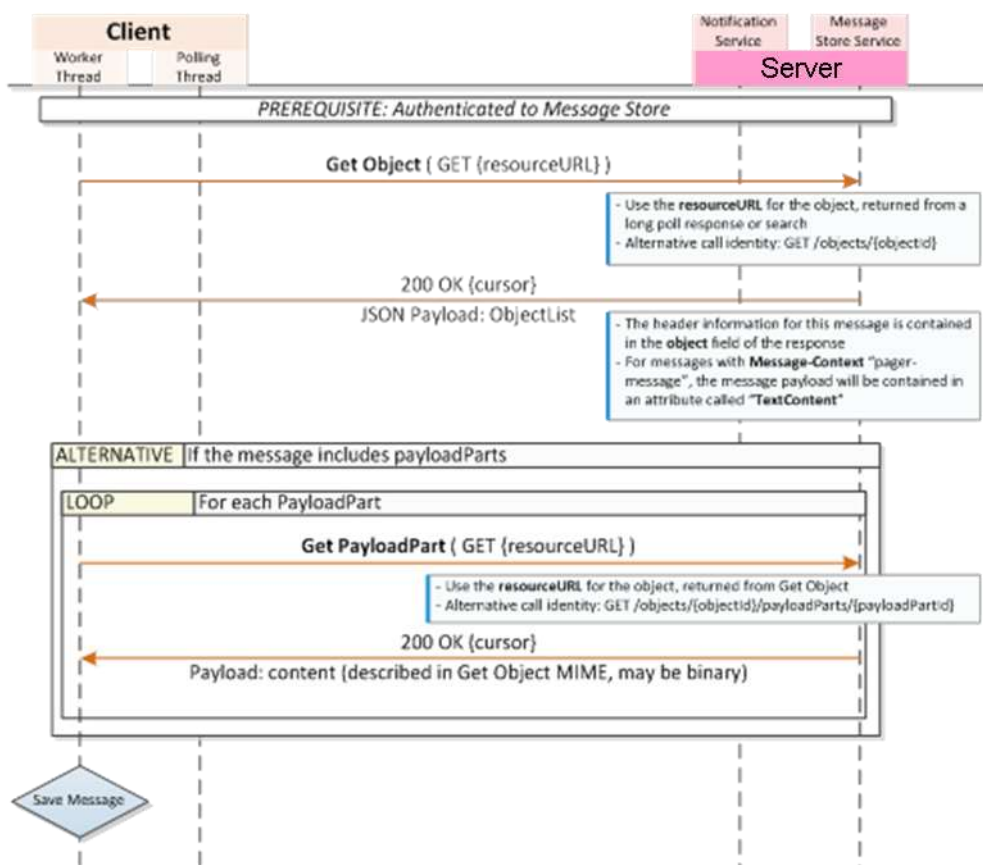 Client
Worker
Thread
Polling
Thread
Notification
Service
Message
Store Service
Server
PREREQUISITE: Authenticated to Message Store
Get Object ( GET {resourceURL} )
- Use the resourceURL for the object, returned from a
long poll response or search
- Alternative call identity: GET /objects/{objectId}
200 OK {cursor}
JSON Payload: ObjectList
- The header information for this message is contained
in the object field of the response
- For messages with Message-Context "pager-
message", the message payload will be contained in
an attribute called "TextContent"
ALTERNATIVE If the message includes payloadParts
LOOP For each PayloadPart
Get PayloadPart ( GET {resourceURL} )
- Use the resourceURL for the object, returned from Get Object
- Alternative call identity: GET /objects/{objectId}/payloadParts/{payloadPartId}
200 OK {cursor}
Payload: content (described in Get Object MIME, may be binary)
Save Message